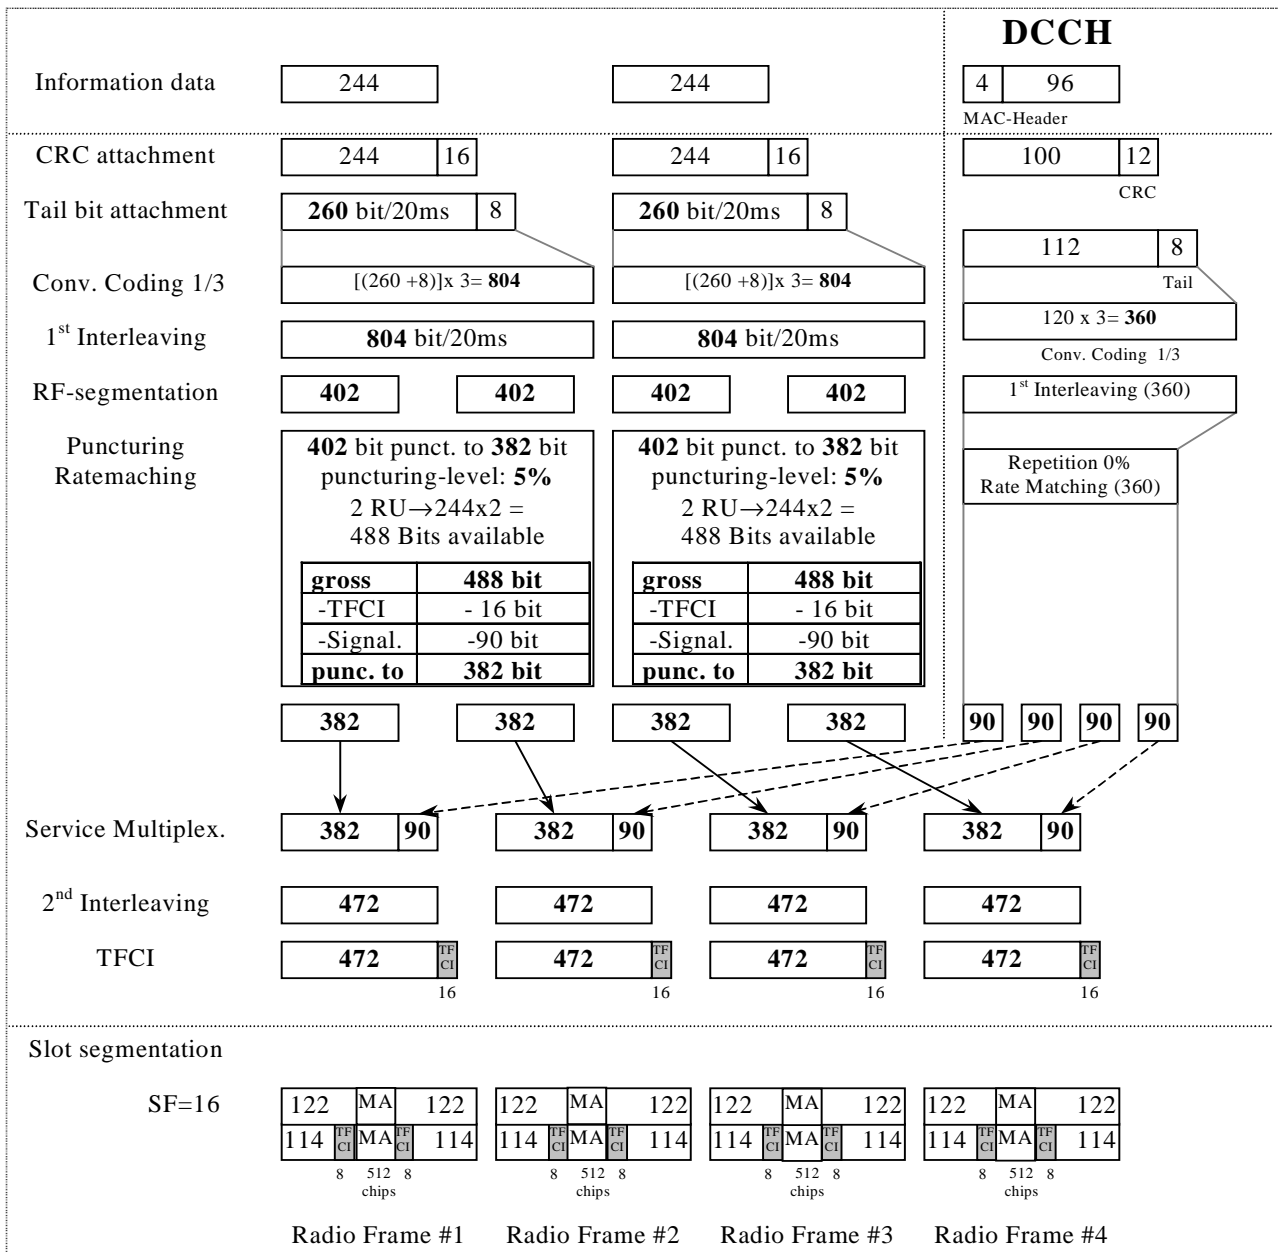 DCCH
Information data 244 244 4 96
MAC-Header
CRC attachment 244 16 244 16 100 12
CRC
Tail bit attachment 260 bit/20ms 8 260 bit/20ms 8
112 8
Tail
Conv. Coding 1/3 [(260 +8)]x 3= 804 [(260 +8)]x 3= 804
120 x 3= 360
Conv. Coding 1/3
1st Interleaving 804 bit/20ms 804 bit/20ms
RF-segmentation 402 402 402 402 1st Interleaving (360)
Puncturing
Ratemaching
402 bit punct. to 382 bit
puncturing-level: 5%
2 RU→244x2 =
488 Bits available
gross 488 bit
-TFCI - 16 bit
-Signal. -90 bit
punc. to 382 bit
402 bit punct. to 382 bit
puncturing-level: 5%
2 RU→244x2 =
488 Bits available
gross 488 bit
-TFCI - 16 bit
-Signal. -90 bit
punc. to 382 bit
Repetition 0%
Rate Matching (360)
382 382 382 382 90 90 90 90
Service Multiplex. 382 90 382 90 382 90 382 90
2nd Interleaving 472 472 472 472
TFCI 472 TF CI 472 TF CI 472 TF CI 472 TF CI
16 16 16 16
Slot segmentation
SF=16 122 MA 122 122 MA 122 122 MA 122 122 MA 122
114 TF CI MA TF CI 114 114 TF CI MA TF CI 114 114 TF CI MA TF CI 114 114 TF CI MA TF CI 114
8 512 8 8 512 8 8 512 8 8 512 8
chips chips chips chips
Radio Frame #1 Radio Frame #2 Radio Frame #3 Radio Frame #4